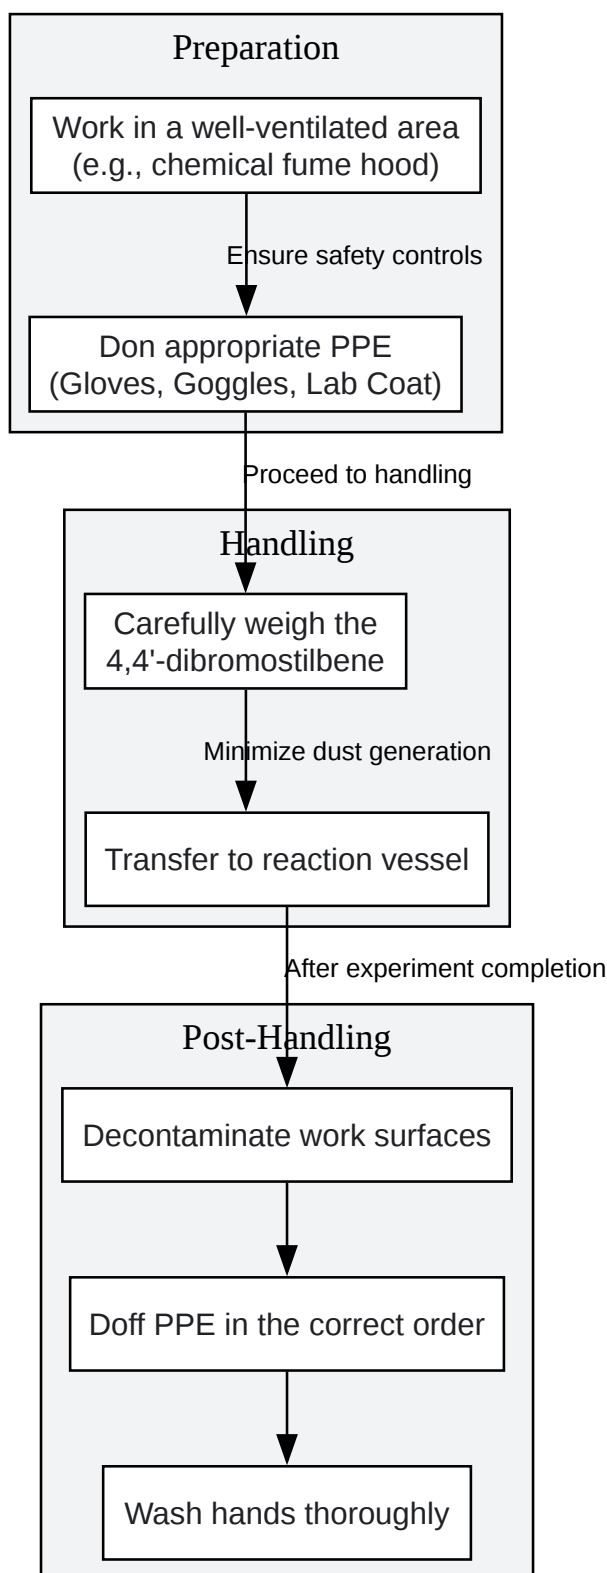 Preparation
Work in a well-ventilated area
(e.g., chemical fume hood)
Ensure safety controls
Don appropriate PPE
(Gloves, Goggles, Lab Coat)
Proceed to handling
Handling
Carefully weigh the
4,4'-dibromostilbene
Minimize dust generation
Transfer to reaction vessel
After experiment completion
Post-Handling
Decontaminate work surfaces
Doff PPE in the correct order
Wash hands thoroughly